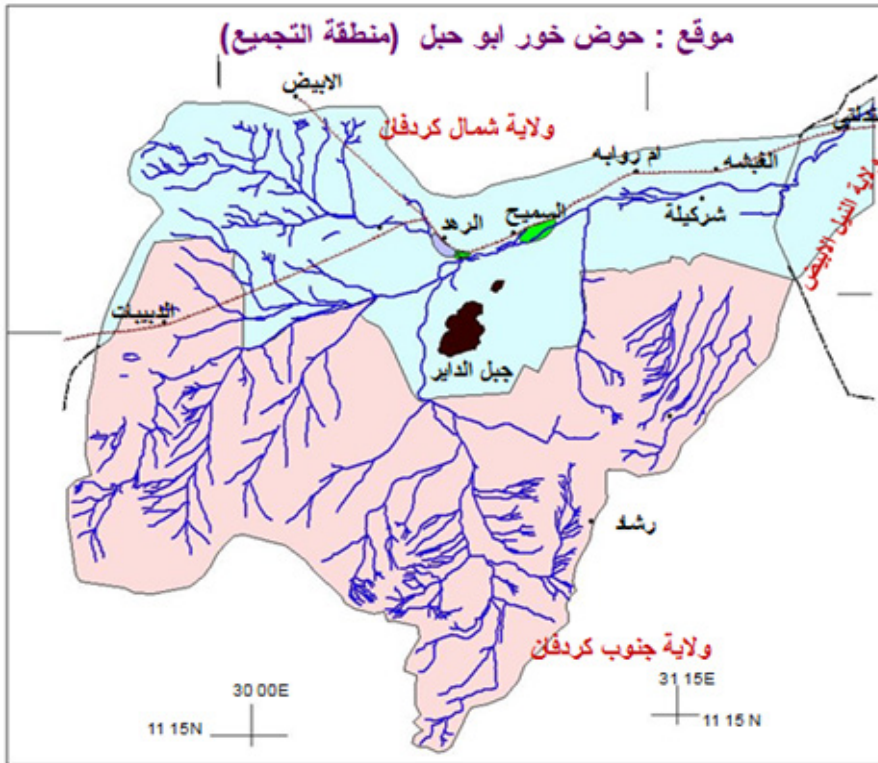 موقع : حوض خور ابو حبل (منطقة التجميع)
الابيض
ولاية شمال كردفان
ام روابه
الغبشه
شركيلة
السميح
الرهد
ولاية النيل الابيض
الدبيبات
جبل الداير
رشاد
ولاية جنوب كردفان
30 00E
11 15N
31 15E
11 15 N